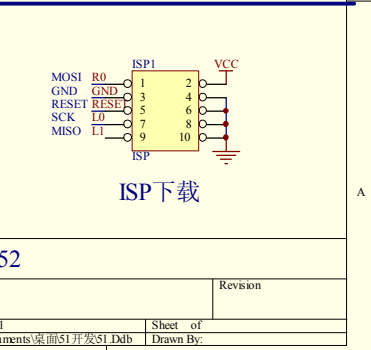 ISP1 VCC
MOSI R0 1 2
GND GND 3 4
RESET RESET 5 6
SCK L0 7 8
MISO L1 9 10
ISP
ISP下载
A
52
Revision
Sheet of
Drawn By:
uments\桌面\51开发\51.Ddb